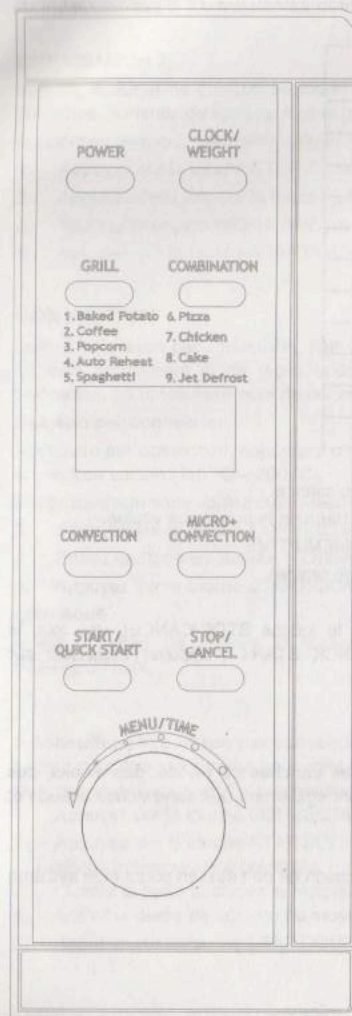 POWER
CLOCK/
WEIGHT
GRILL
COMBINATION
1. Baked Potato
2. Coffee
3. Popcorn
4. Auto Reheat
5. Spaghetti
6. Pizza
7. Chicken
8. Cake
9. Jet Defrost
CONVECTION
MICRO+
CONVECTION
START/
QUICK START
STOP/
CANCEL
MENU/TIME